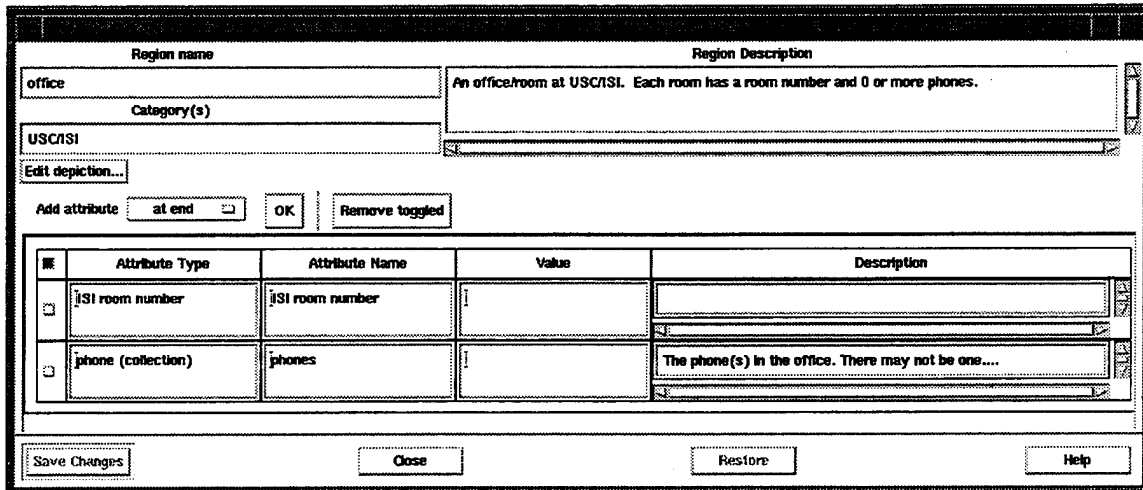 Region name
Region Description
office
An office/room at USC/ISI. Each room has a room number and 0 or more phones.
Category(s)
USC/ISI
Edit depiction...
Add attribute at end OK Remove toggled
Attribute Type Attribute Name Value Description
ISI room number ISI room number
phone (collection) phones The phone(s) in the office. There may not be one....
Save Changes Close Restore Help